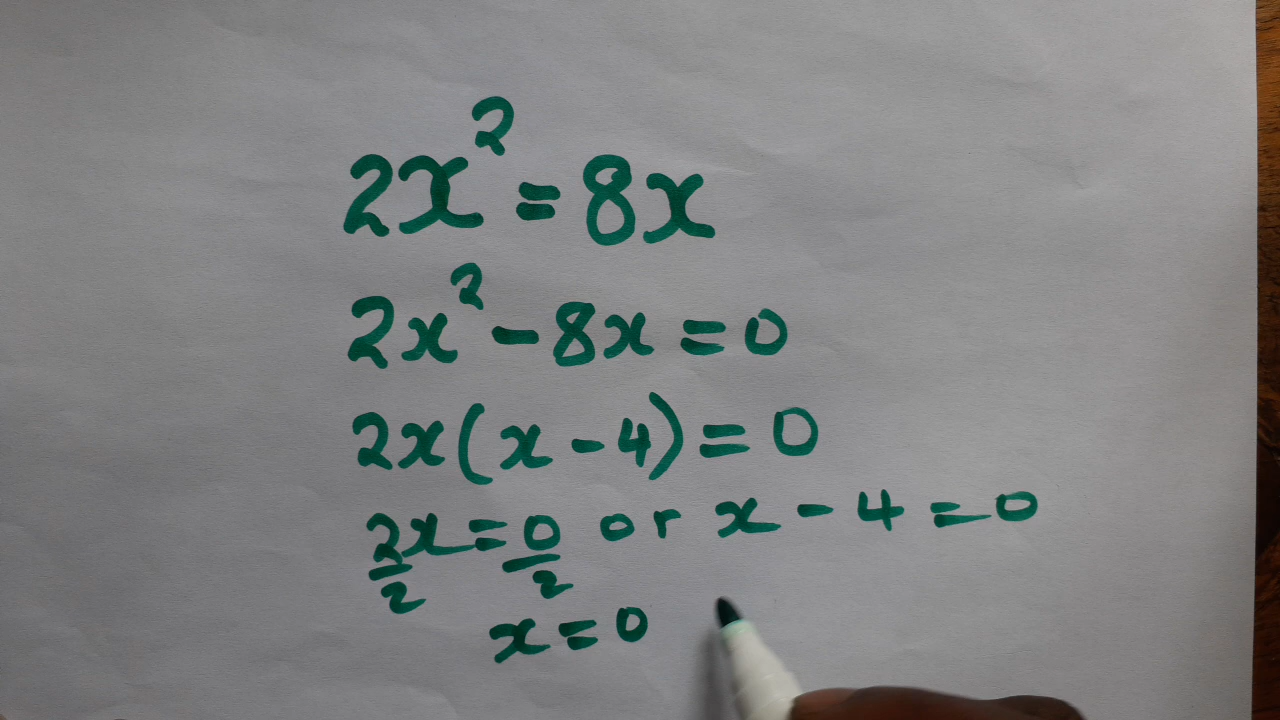 2x² = 8x
2x² - 8x = 0
2x(x - 4) = 0
2x/2 = 0/2 or x - 4 = 0
x = 0